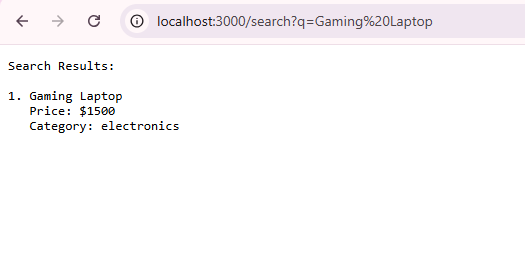 localhost:3000/search?q=Gaming%20Laptop
Search Results:
1. Gaming Laptop
Price: $1500
Category: electronics